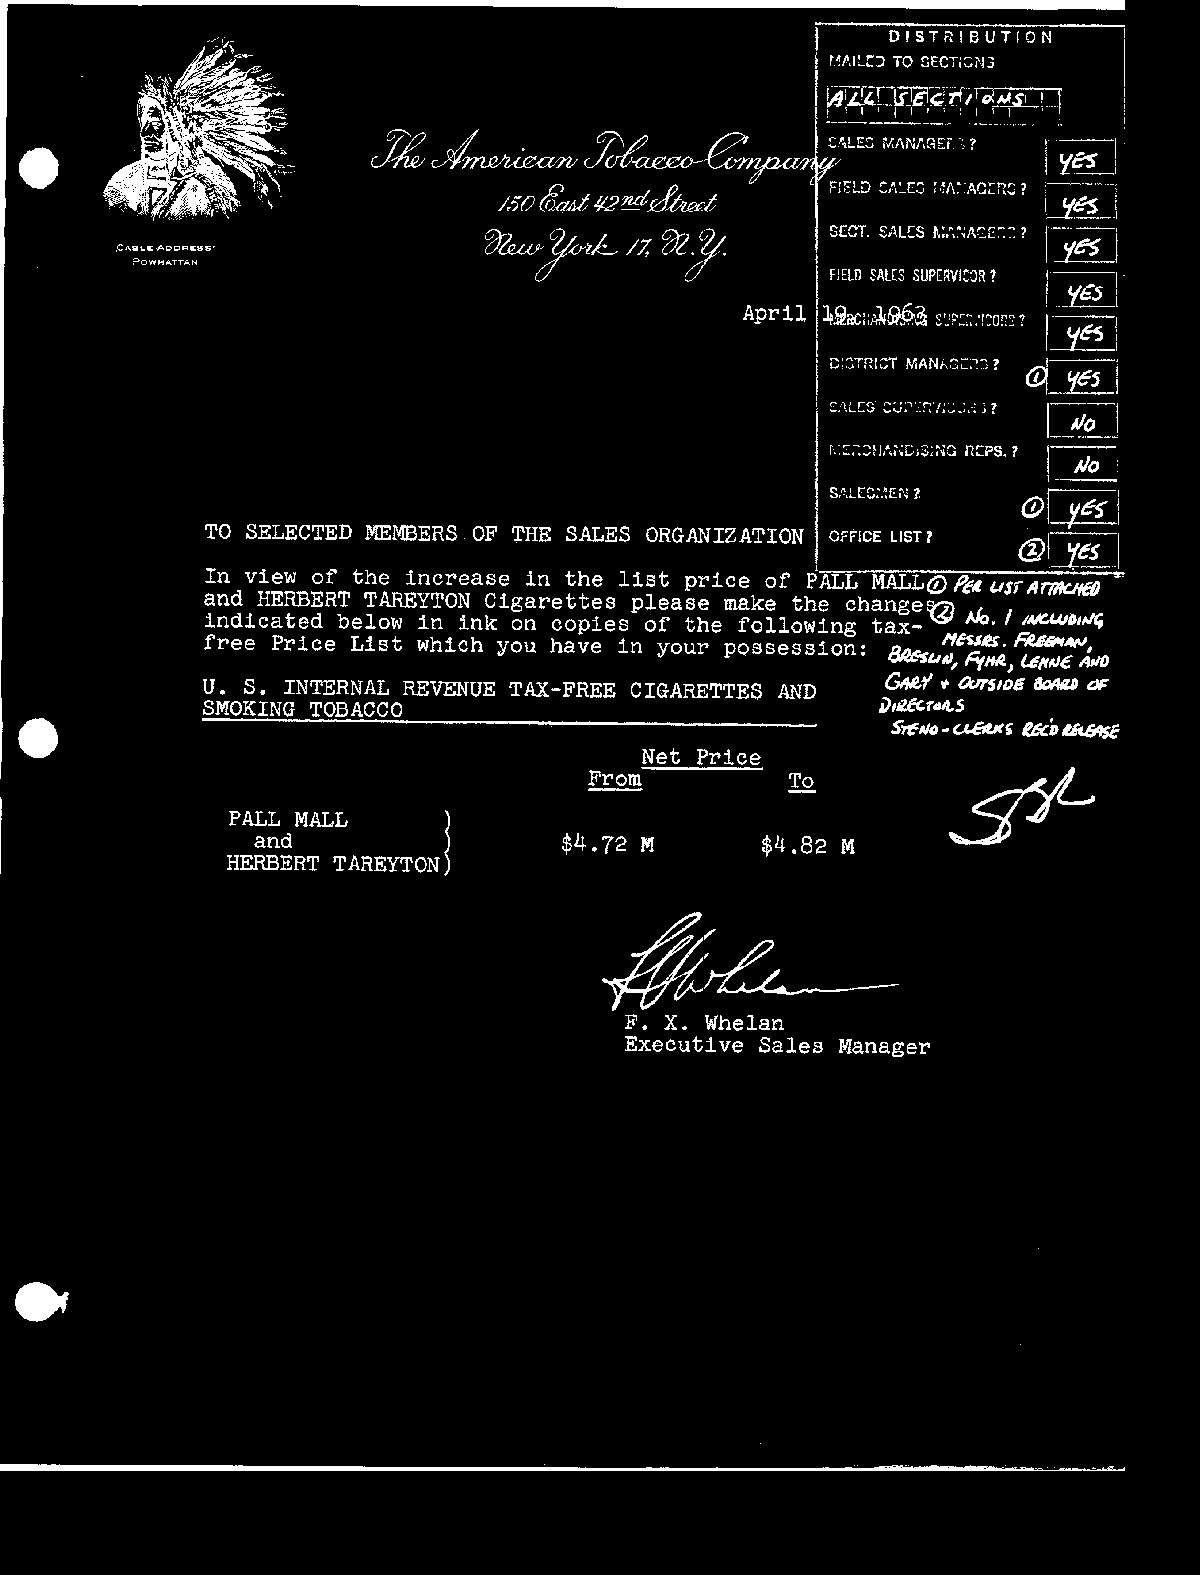 DISTRIBUTION
MAILED TO SECTIONS
ALL SECTIONS
The American Tobacco Company
150 East 42nd Street
New York 17, N.Y.
CABLE ADDRESS
POWHATTAN
SALES MANAGERS? YES
FIELD SALES MANAGERS? YES
SECT. SALES MANAGERS? YES
FIELD SALES SUPERVISOR? YES
April 19, 1963
MERCHANDISING SUPERVISORS? YES
DISTRICT MANAGERS? ① YES
SALES SUPERVISORS? NO
MERCHANDISING REPS.? NO
SALESMEN? ① YES
OFFICE LIST? ② YES
① PER LIST ATTACHED
② NO. 1 INCLUDING
MESSRS. FREEMAN,
BRESLIN, FYHR, LENNE AND
GARY + OUTSIDE BOARD OF
DIRECTORS
STENO-CLERKS REC'D RELEASE
TO SELECTED MEMBERS OF THE SALES ORGANIZATION
In view of the increase in the list price of PALL MALL
and HERBERT TAREYTON Cigarettes please make the changes
indicated below in ink on copies of the following tax-
free Price List which you have in your possession:
U. S. INTERNAL REVENUE TAX-FREE CIGARETTES AND
SMOKING TOBACCO
Net Price
From To
PALL MALL )
and ) $4.72 M $4.82 M
HERBERT TAREYTON)
F X Whelan
F. X. Whelan
Executive Sales Manager